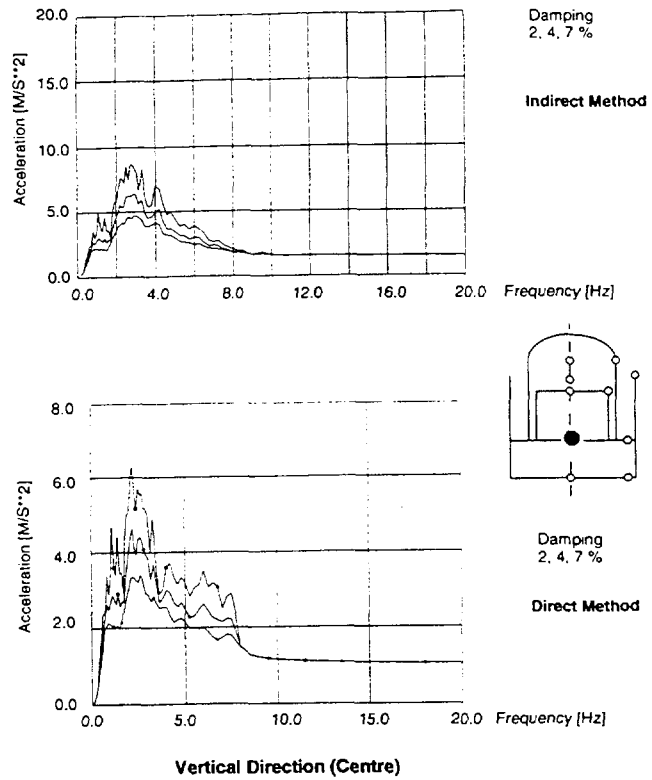 20.0
15.0
10.0
5.0
0.0
Acceleration [M/S**2]
0.0 4.0 8.0 12.0 16.0 20.0 Frequency [Hz]
Damping
2, 4, 7 %
Indirect Method
8.0
6.0
4.0
2.0
0.0
Acceleration [M/S**2]
0.0 5.0 10.0 15.0 20.0 Frequency [Hz]
Damping
2, 4, 7 %
Direct Method
Vertical Direction (Centre)